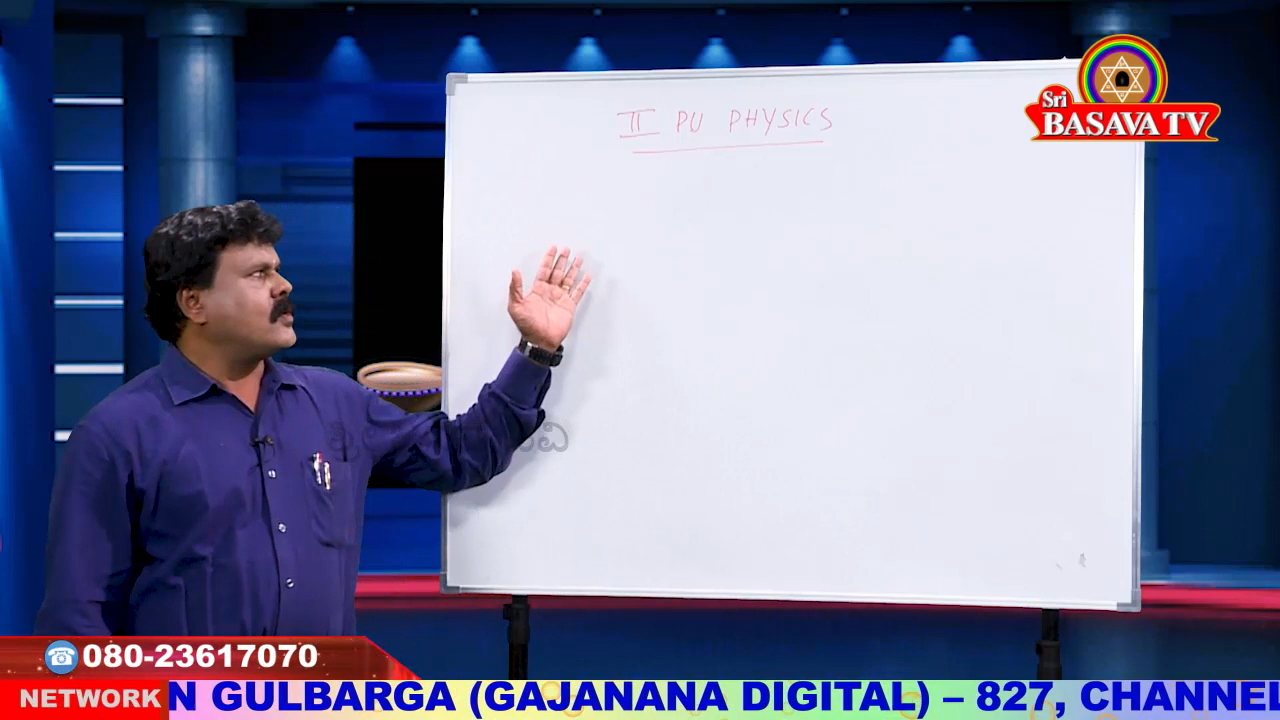 II PU PHYSICS
Sri
BASAVA TV
080-23617070
NETWORK
N GULBARGA (GAJANANA DIGITAL) – 827, CHANNEL